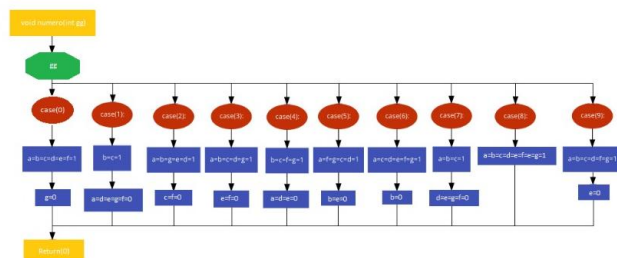 void numero(int gg)
gg
case(0)
case(1):
case(2):
case(3):
case(4):
case(5):
case(6):
case(7):
case(8):
case(9):
a=b=c=d=e=f=1
b=c=1
a=b=g=e=d=1
a=b=c=d=g=1
b=c=f=g=1
a=f=g=c=d=1
a=c=d=e=f=g=1
a=b=c=1
a=b=c=d=e=f=e=g=1
a=b=c=d=f=g=1
g=0
a=d=e=g=f=0
c=f=0
e=f=0
a=d=e=0
b=e=0
b=0
d=e=g=f=0
e=0
Return(0)